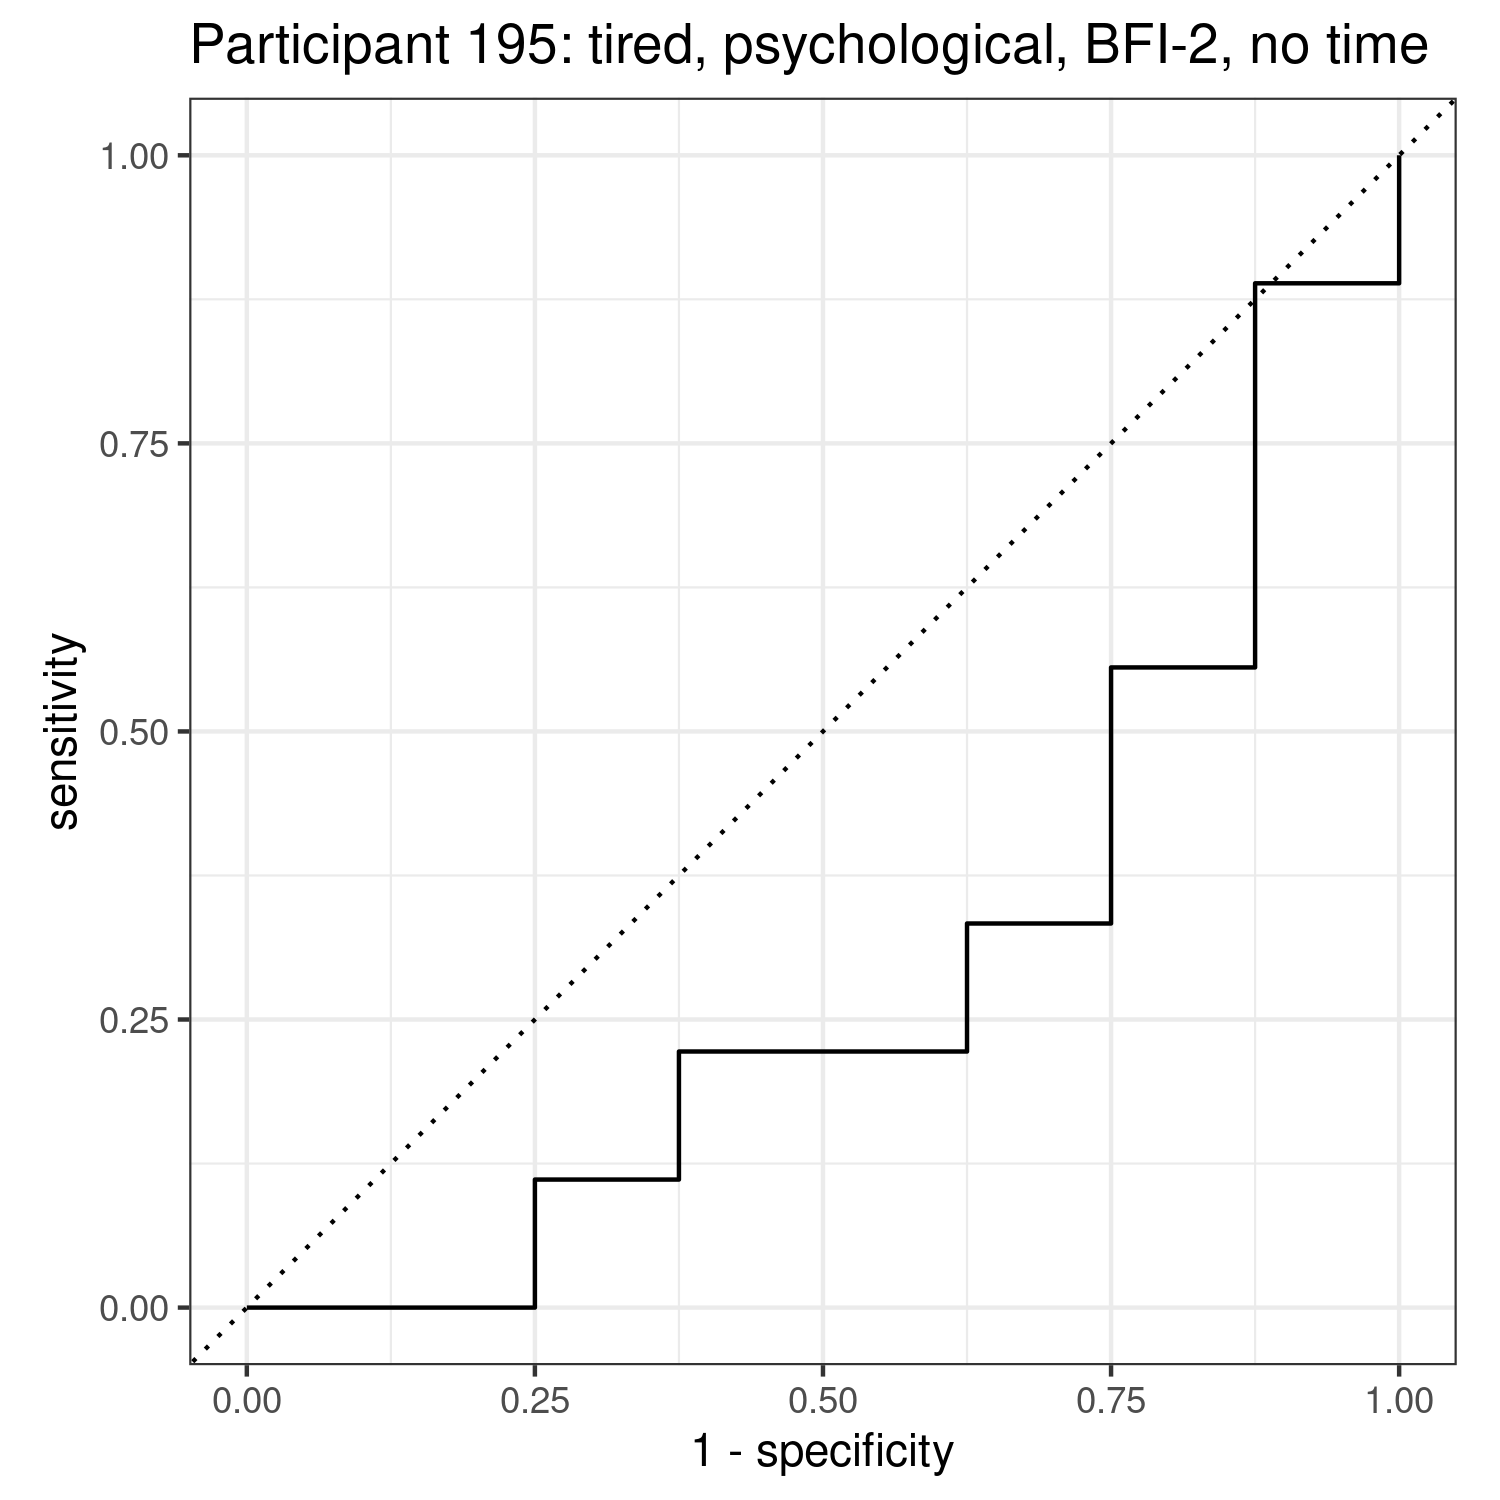 Participant 195: tired, psychological, BFI-2, no time
1.00
0.75
0.50
0.25
0.00
sensitivity
0.00 0.25 0.50 0.75 1.00
1 - specificity